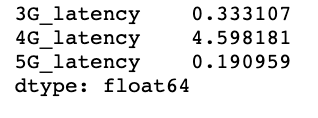 3G_latency    0.333107
4G_latency    4.598181
5G_latency    0.190959
dtype: float64